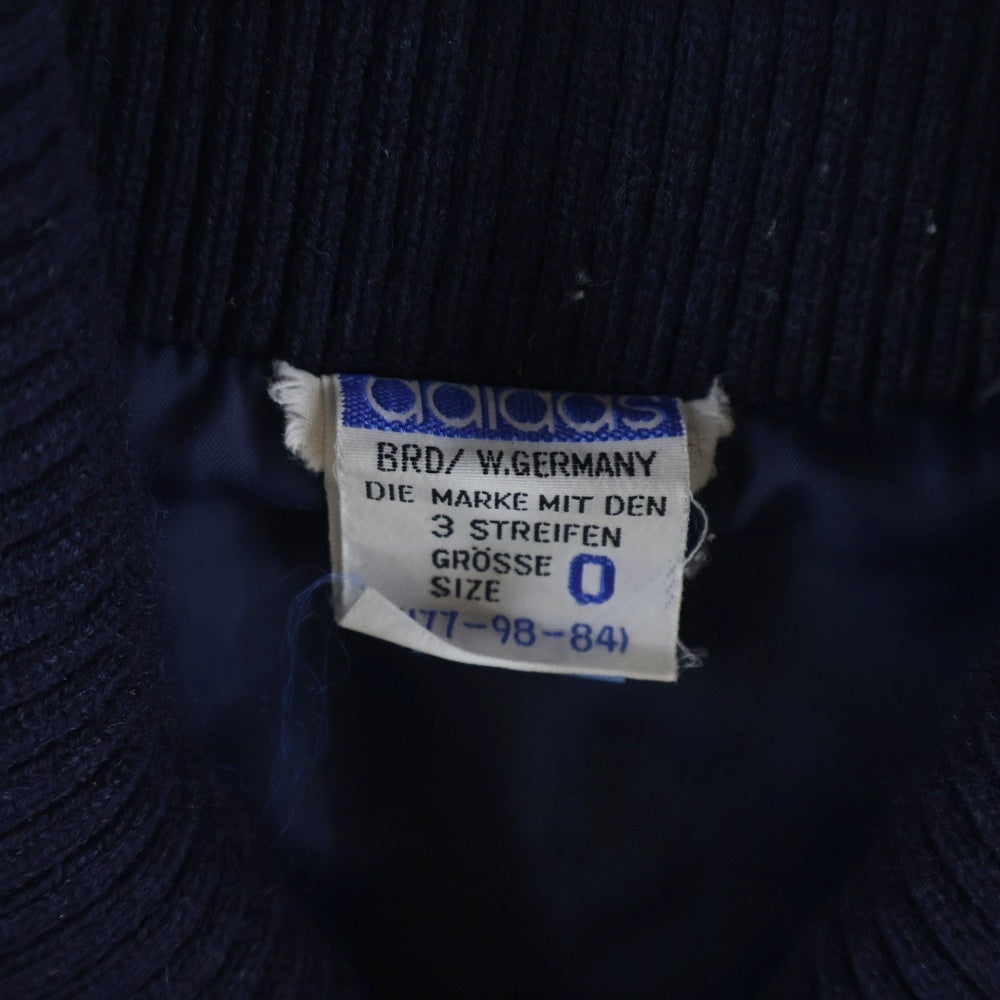 adidas
BRD/ W.GERMANY
DIE MARKE MIT DEN
3 STREIFEN
GRÖSSE 0
SIZE
77-98-84)